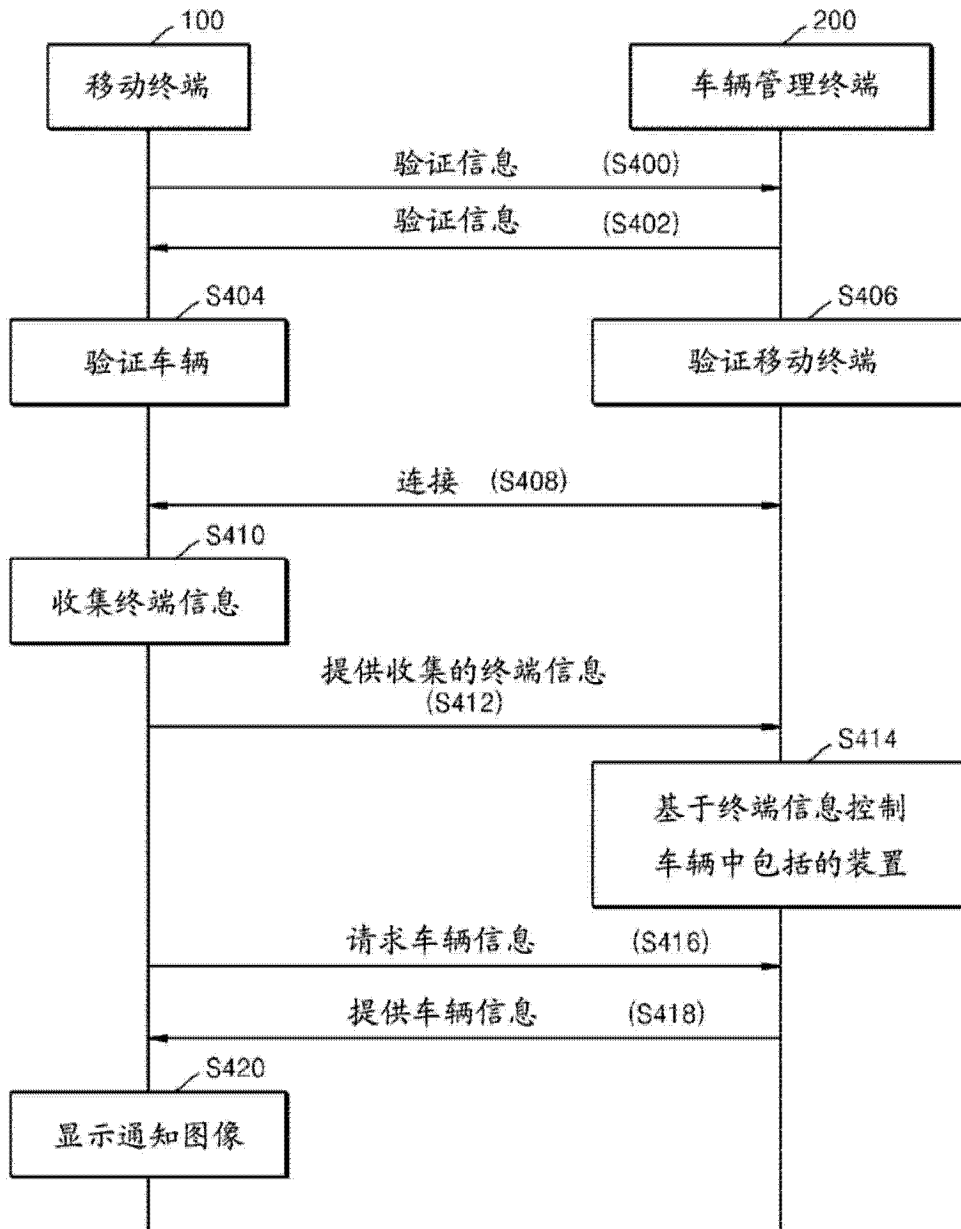 100
200
移动终端
车辆管理终端
验证信息 (S400)
验证信息 (S402)
S404
S406
验证车辆
验证移动终端
连接 (S408)
S410
收集终端信息
提供收集的终端信息
(S412)
S414
基于终端信息控制
车辆中包括的装置
请求车辆信息 (S416)
提供车辆信息 (S418)
S420
显示通知图像